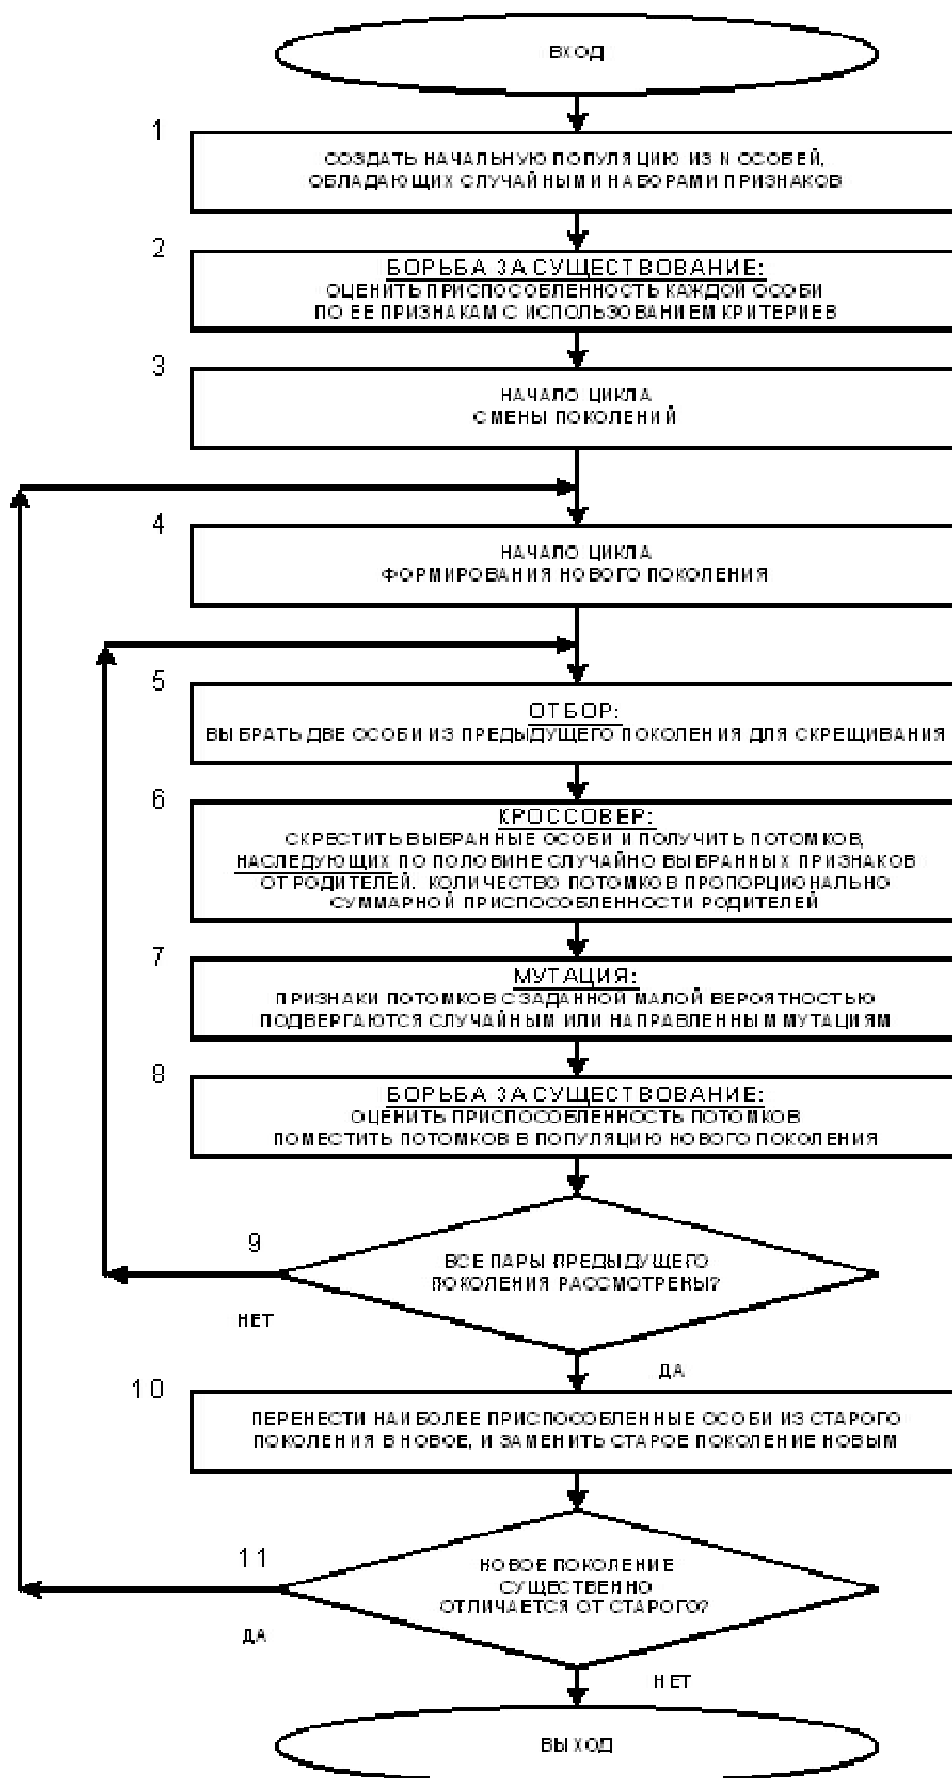 ВХОД
1
СОЗДАТЬ НАЧАЛЬНУЮ ПОПУЛЯЦИЮ ИЗ N ОСОБЕЙ,
ОБЛАДАЮЩИХ СЛУЧАЙНЫМИ НАБОРАМИ ПРИЗНАКОВ
2
БОРЬБА ЗА СУЩЕСТВОВАНИЕ:
ОЦЕНИТЬ ПРИСПОСОБЛЕННОСТЬ КАЖДОЙ ОСОБИ
ПО ЕЕ ПРИЗНАКАМ С ИСПОЛЬЗОВАНИЕМ КРИТЕРИЕВ
3
НАЧАЛО ЦИКЛА
СМЕНЫ ПОКОЛЕНИЙ
4
НАЧАЛО ЦИКЛА
ФОРМИРОВАНИЯ НОВОГО ПОКОЛЕНИЯ
5
ОТБОР:
ВЫБРАТЬ ДВЕ ОСОБИ ИЗ ПРЕДЫДУЩЕГО ПОКОЛЕНИЯ ДЛЯ СКРЕЩИВАНИЯ
6
КРОССОВЕР:
СКРЕСТИТЬ ВЫБРАННЫЕ ОСОБИ И ПОЛУЧИТЬ ПОТОМКОВ,
НАСЛЕДУЮЩИХ ПО ПОЛОВИНЕ СЛУЧАЙНО ВЫБРАННЫХ ПРИЗНАКОВ
ОТ РОДИТЕЛЕЙ. КОЛИЧЕСТВО ПОТОМКОВ ПРОПОРЦИОНАЛЬНО
СУММАРНОЙ ПРИСПОСОБЛЕННОСТИ РОДИТЕЛЕЙ
7
МУТАЦИЯ:
ПРИЗНАКИ ПОТОМКОВ С ЗАДАННОЙ МАЛОЙ ВЕРОЯТНОСТЬЮ
ПОДВЕРГАЮТСЯ СЛУЧАЙНЫМ ИЛИ НАПРАВЛЕННЫМ МУТАЦИЯМ
8
БОРЬБА ЗА СУЩЕСТВОВАНИЕ:
ОЦЕНИТЬ ПРИСПОСОБЛЕННОСТЬ ПОТОМКОВ
ПОМЕСТИТЬ ПОТОМКОВ В ПОПУЛЯЦИЮ НОВОГО ПОКОЛЕНИЯ
9
ВСЕ ПАРЫ ПРЕДЫДУЩЕГО
ПОКОЛЕНИЯ РАССМОТРЕНЫ?
НЕТ
ДА
10
ПЕРЕНЕСТИ НАИБОЛЕЕ ПРИСПОСОБЛЕННЫЕ ОСОБИ ИЗ СТАРОГО
ПОКОЛЕНИЯ В НОВОЕ, И ЗАМЕНИТЬ СТАРОЕ ПОКОЛЕНИЕ НОВЫМ
11
НОВОЕ ПОКОЛЕНИЕ
СУЩЕСТВЕННО
ОТЛИЧАЕТСЯ ОТ СТАРОГО?
ДА
НЕТ
ВЫХОД